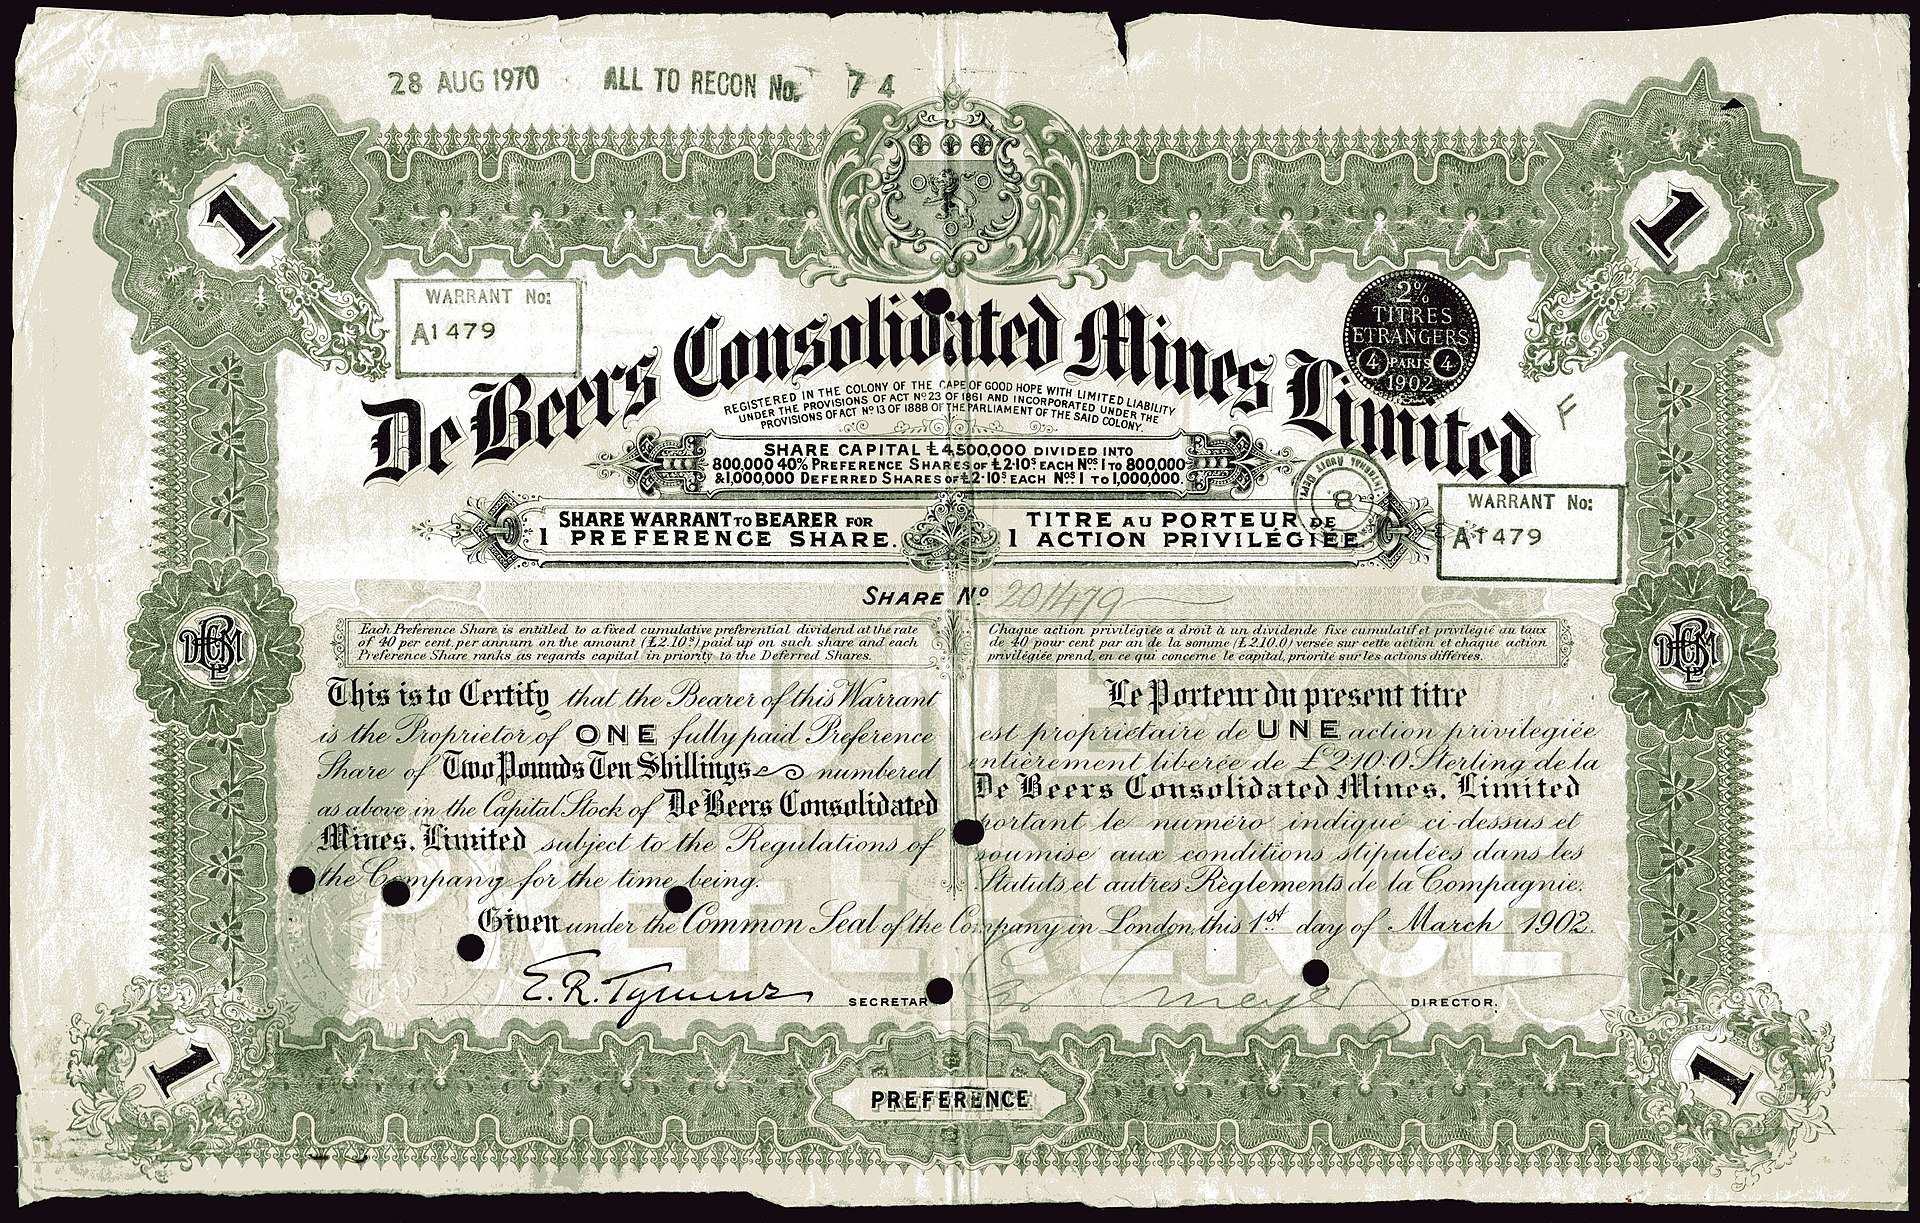 28 AUG 1970 ALL TO RECON No. 74
1
1
WARRANT No:
A1479
2%
TITRES
ETRANGERS
4 PARIS 4
1902
De Beers Consolidated Mines Limited
REGISTERED IN THE COLONY OF THE CAPE OF GOOD HOPE WITH LIMITED LIABILITY
UNDER THE PROVISIONS OF ACT No 23 OF 1861 AND INCORPORATED UNDER THE
PROVISIONS OF ACT No 13 OF 1888 OF THE PARLIAMENT OF THE SAID COLONY.
F
SHARE CAPITAL £4,500,000 DIVIDED INTO
800,000 40% PREFERENCE SHARES OF £2·10s EACH Nos 1 TO 800,000
&1,000,000 DEFERRED SHARES OF £2·10s EACH Nos 1 TO 1,000,000.
8
WARRANT No:
A1479
SHARE WARRANT TO BEARER FOR
1 PREFERENCE SHARE.
TITRE AU PORTEUR DE
1 ACTION PRIVILÉGIÉE
SHARE No 201479
Each Preference Share is entitled to a fixed cumulative preferential dividend at the rate
of 40 per cent. per annum on the amount (£2.10s) paid up on such share and each
Preference Share ranks as regards capital in priority to the Deferred Shares.
Chaque action privilégiée a droit à un dividende fixe cumulatif et privilégié au taux
de 40 pour cent par an de la somme (£2.10.0) versée sur cette action et chaque action
privilégiée prend, en ce qui concerne le capital, priorité sur les actions différées.
This is to Certify that the Bearer of this Warrant
is the Proprietor of ONE fully paid Preference
Share of Two Pounds Ten Shillings numbered
as above in the Capital Stock of De Beers Consolidated
Mines, Limited subject to the Regulations of
the Company for the time being.
Le Porteur du present titre
est propriétaire de UNE action privilegiée
entièrement libérée de £2·10·0 Sterling de la
De Beers Consolidated Mines, Limited
portant le numéro indiqué ci-dessus et
soumise aux conditions stipulées dans les
Statuts et autres Règlements de la Compagnie.
UNE
PREFERENCE
Given under the Common Seal of the Company in London, this 1st day of March 1902.
SECRETARY
DIRECTOR.
1
PREFERENCE
1